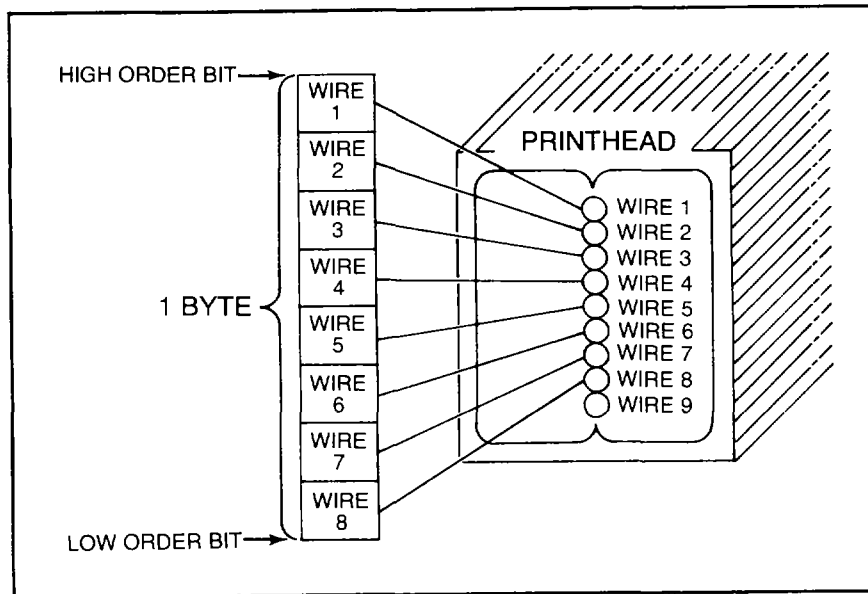 HIGH ORDER BIT
WIRE
1
WIRE
2
WIRE
3
WIRE
4
WIRE
5
WIRE
6
WIRE
7
WIRE
8
1 BYTE
LOW ORDER BIT
PRINTHEAD
WIRE 1
WIRE 2
WIRE 3
WIRE 4
WIRE 5
WIRE 6
WIRE 7
WIRE 8
WIRE 9